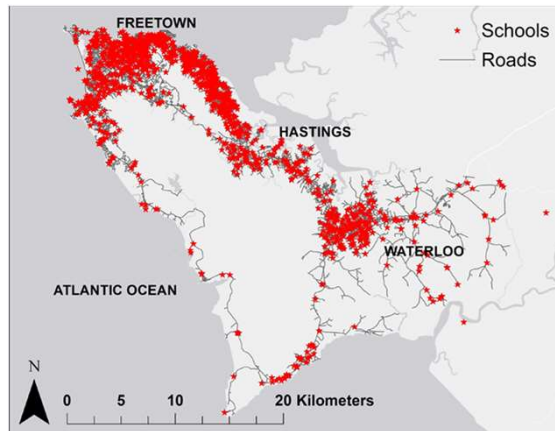 FREETOWN
Schools
Roads
HASTINGS
WATERLOO
ATLANTIC OCEAN
N
0 5 10 20 Kilometers